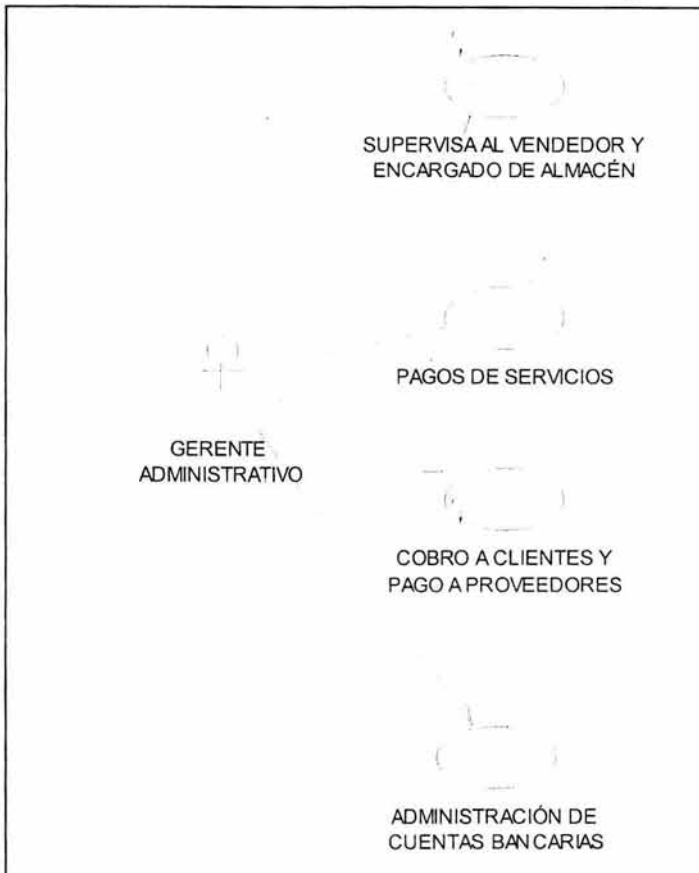 SUPERVISA AL VENDEDOR Y
ENCARGADO DE ALMACÉN
PAGOS DE SERVICIOS
GERENTE
ADMINISTRATIVO
COBRO A CLIENTES Y
PAGO A PROVEEDORES
ADMINISTRACIÓN DE
CUENTAS BANCARIAS